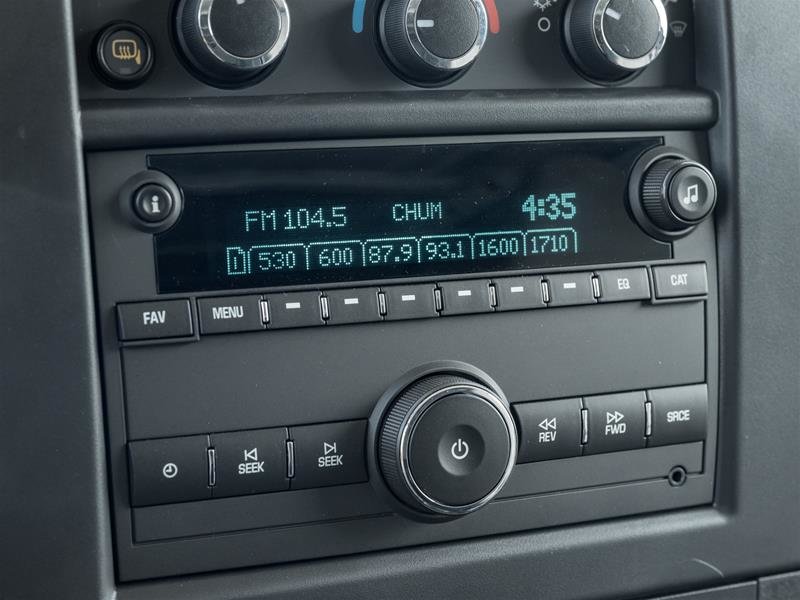 FM 104.5 CHUM 4:35
1 530 600 87.9 93.1 1600 1710
FAV MENU EQ CAT
SEEK SEEK REV FWD SRCE